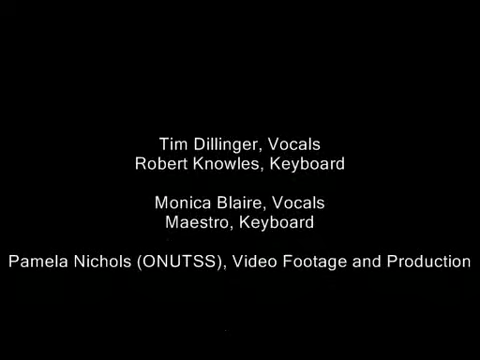 Tim Dillinger, Vocals
Robert Knowles, Keyboard
Monica Blaire, Vocals
Maestro, Keyboard
Pamela Nichols (ONUTSS), Video Footage and Production